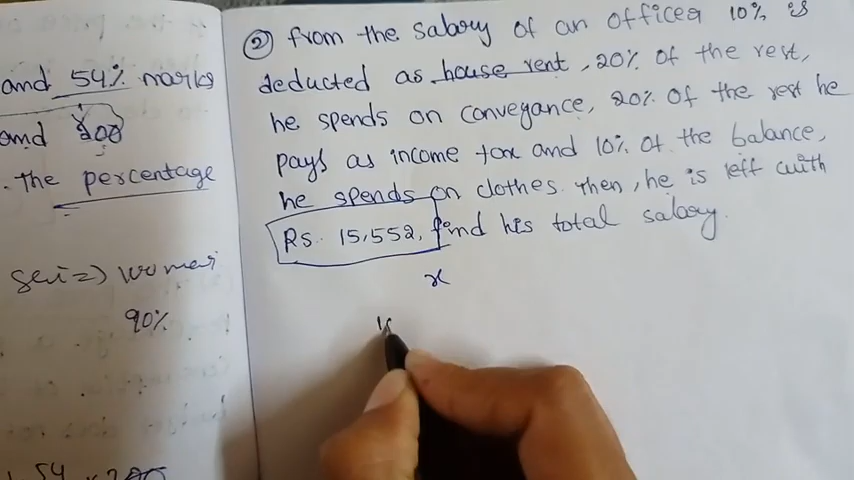 and 54% marks
and 200
. The percentage
90%
54
② From the salary of an officer 10% is
deducted as house rent, 20% of the rest,
he spends on conveyance, 20% of the rest he
pays as income tax and 10% of the balance,
he spends on clothes. Then, he is left with
Rs. 15,552, find his total salary.
x